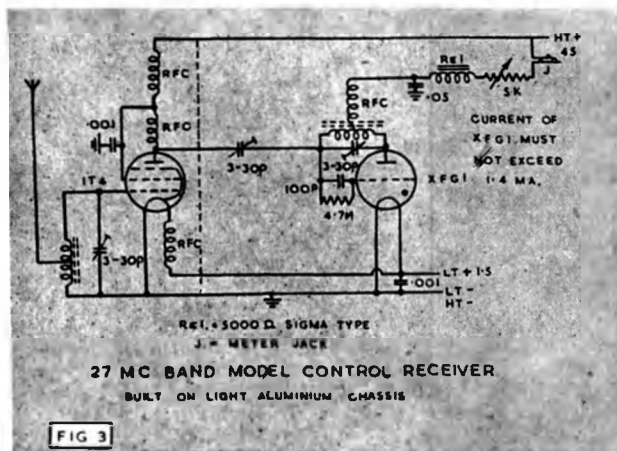 HT+
45
J
REL
5K
RFC
RFC
.001
RFC
.05
CURRENT OF
XFG1 MUST
NOT EXCEED
1.4 MA.
3-30P
3-30P
XFG1
1T4
100P
4.7M
RFC
3-30P
LT+1.5
.001
LT-
HT-
REL = 5000 Ω SIGMA TYPE
J. = METER JACK
27 MC BAND MODEL CONTROL RECEIVER
BUILT ON LIGHT ALUMINIUM CHASSIS
FIG 3